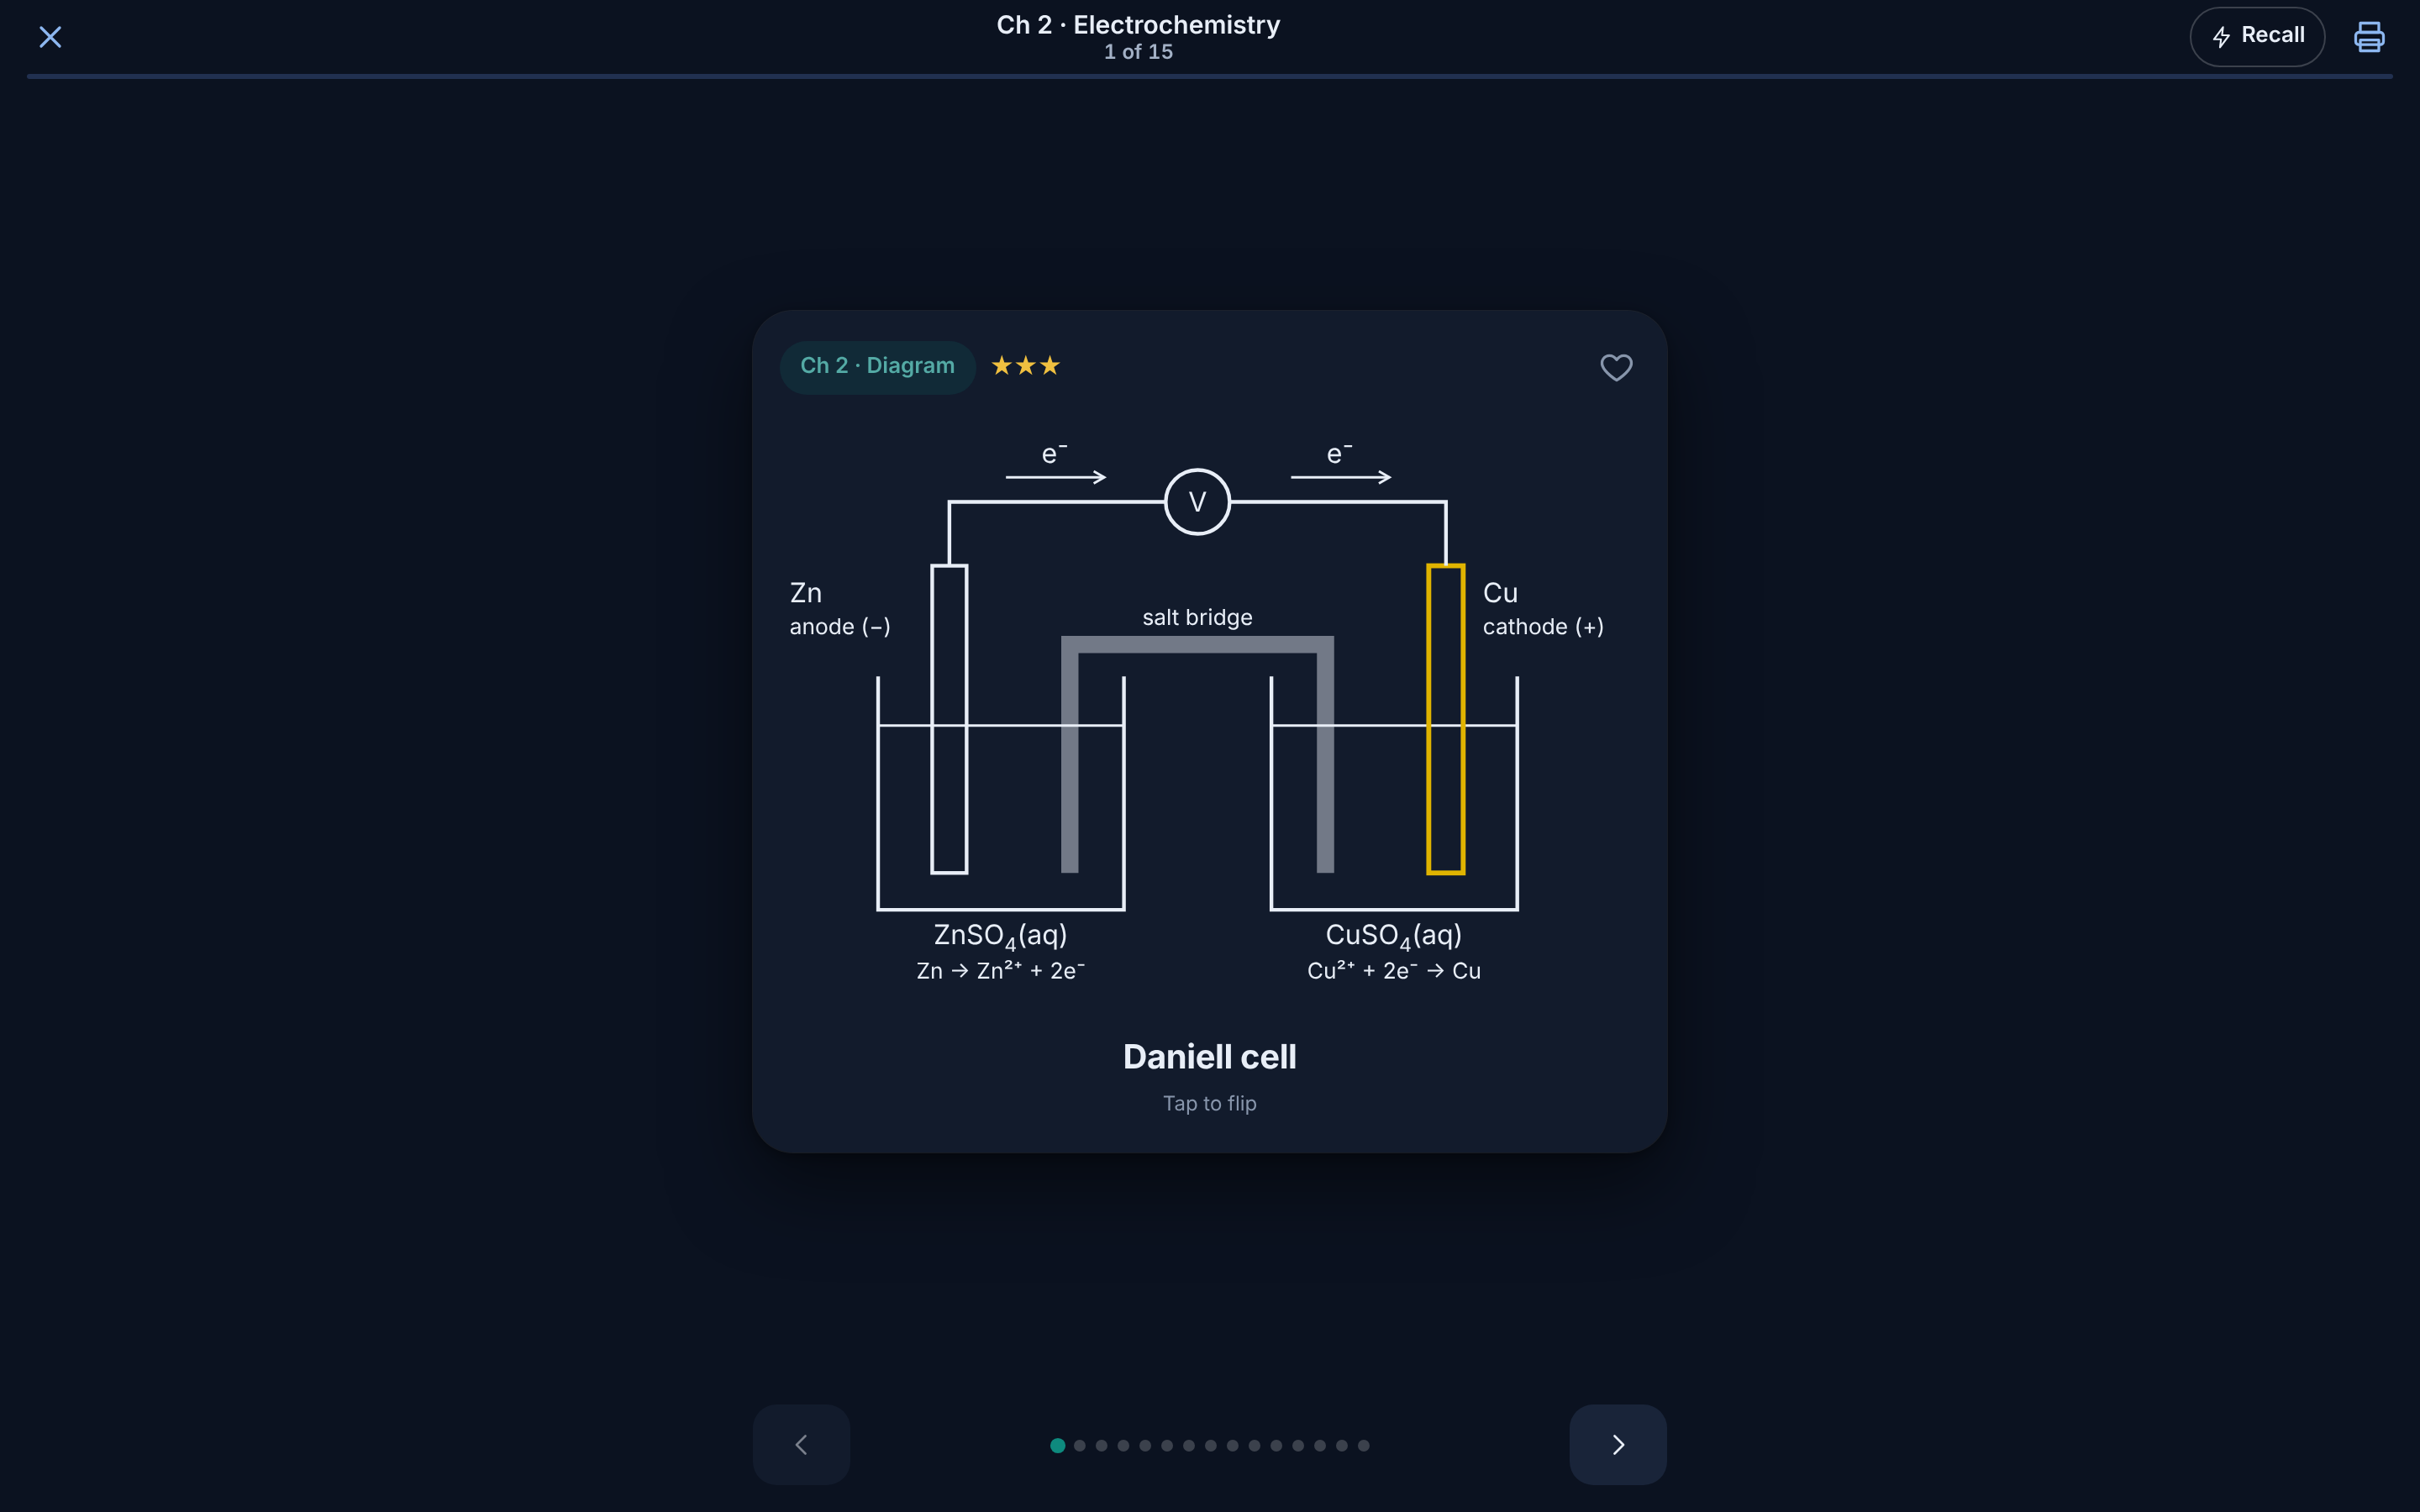 Ch 2 · Electrochemistry
1 of 15
Recall
Ch 2 · Diagram
★★★
e⁻ e⁻
V
Zn
anode (−)
Cu
cathode (+)
salt bridge
ZnSO₄(aq)
Zn → Zn²⁺ + 2e⁻
CuSO₄(aq)
Cu²⁺ + 2e⁻ → Cu
Daniell cell
Tap to flip